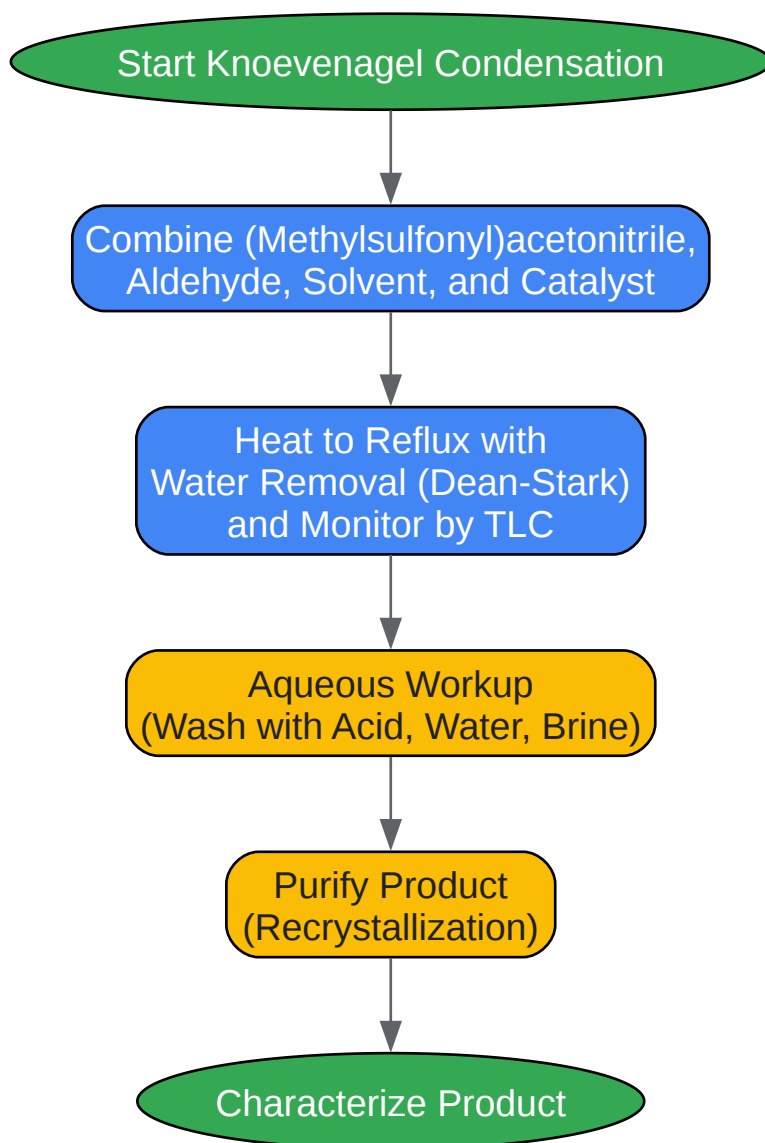 Start Knoevenagel Condensation
Combine (Methylsulfonyl)acetonitrile,
Aldehyde, Solvent, and Catalyst
Heat to Reflux with
Water Removal (Dean-Stark)
and Monitor by TLC
Aqueous Workup
(Wash with Acid, Water, Brine)
Purify Product
(Recrystallization)
Characterize Product